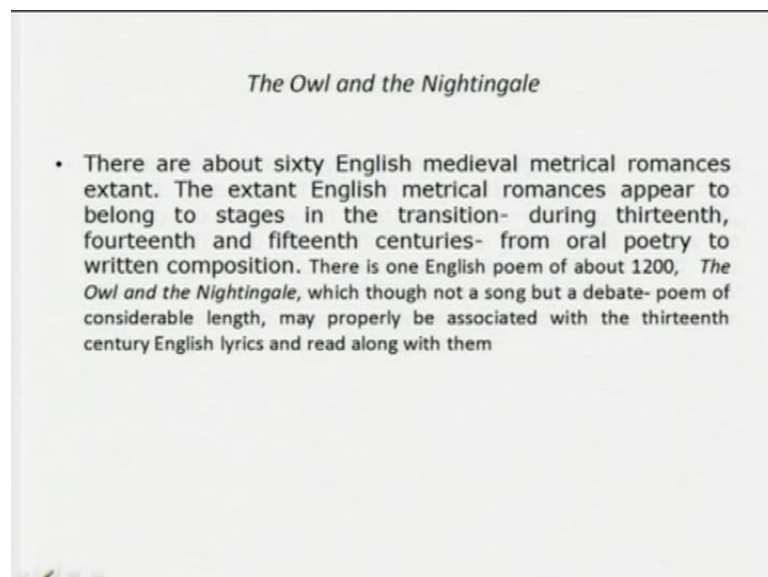 The Owl and the Nightingale
• There are about sixty English medieval metrical romances
extant. The extant English metrical romances appear to
belong to stages in the transition- during thirteenth,
fourteenth and fifteenth centuries- from oral poetry to
written composition. There is one English poem of about 1200, The
Owl and the Nightingale, which though not a song but a debate- poem of
considerable length, may properly be associated with the thirteenth
century English lyrics and read along with them